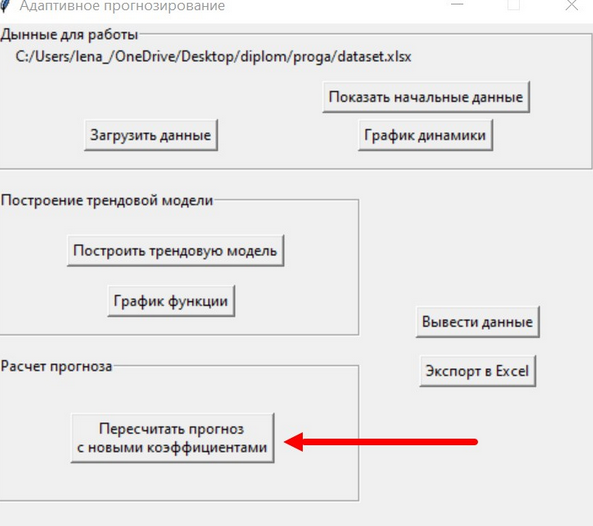 Адаптивное прогнозирование
Дынные для работы
C:/Users/lena_/OneDrive/Desktop/diplom/proga/dataset.xlsx
Показать начальные данные
Загрузить данные
График динамики
Построение трендовой модели
Построить трендовую модель
График функции
Вывести данные
Расчет прогноза
Экспорт в Excel
Пересчитать прогноз
с новыми коэффициентами